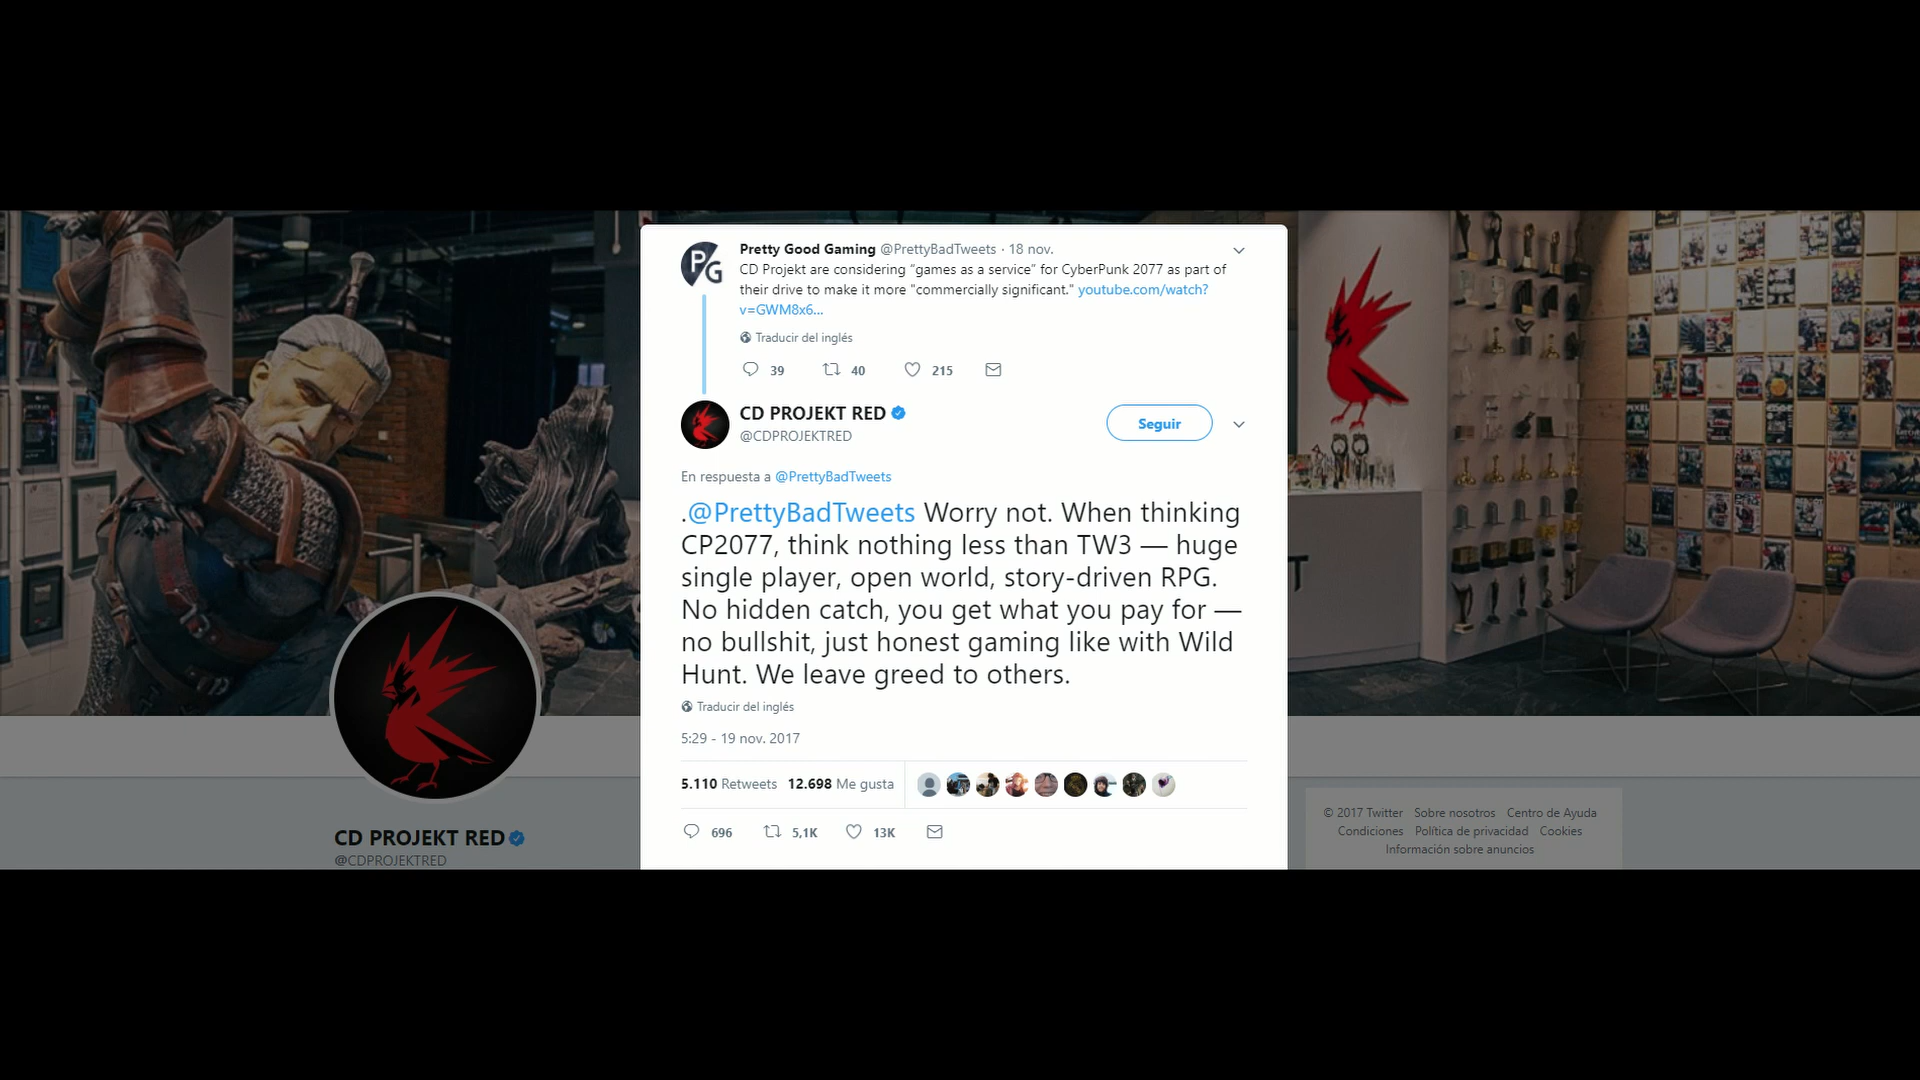 Pretty Good Gaming @PrettyBadTweets · 18 nov.
CD Projekt are considering "games as a service" for CyberPunk 2077 as part of
their drive to make it more "commercially significant." youtube.com/watch?
v=GWM8x6...
Traducir del inglés
39 40 215
CD PROJEKT RED
@CDPROJEKTRED
Seguir
En respuesta a @PrettyBadTweets
.@PrettyBadTweets Worry not. When thinking
CP2077, think nothing less than TW3 — huge
single player, open world, story-driven RPG.
No hidden catch, you get what you pay for —
no bullshit, just honest gaming like with Wild
Hunt. We leave greed to others.
Traducir del inglés
5:29 - 19 nov. 2017
5.110 Retweets 12.698 Me gusta
696 5,1K 13K
CD PROJEKT RED
@CDPROJEKTRED
© 2017 Twitter Sobre nosotros Centro de Ayuda
Condiciones Política de privacidad Cookies
Información sobre anuncios